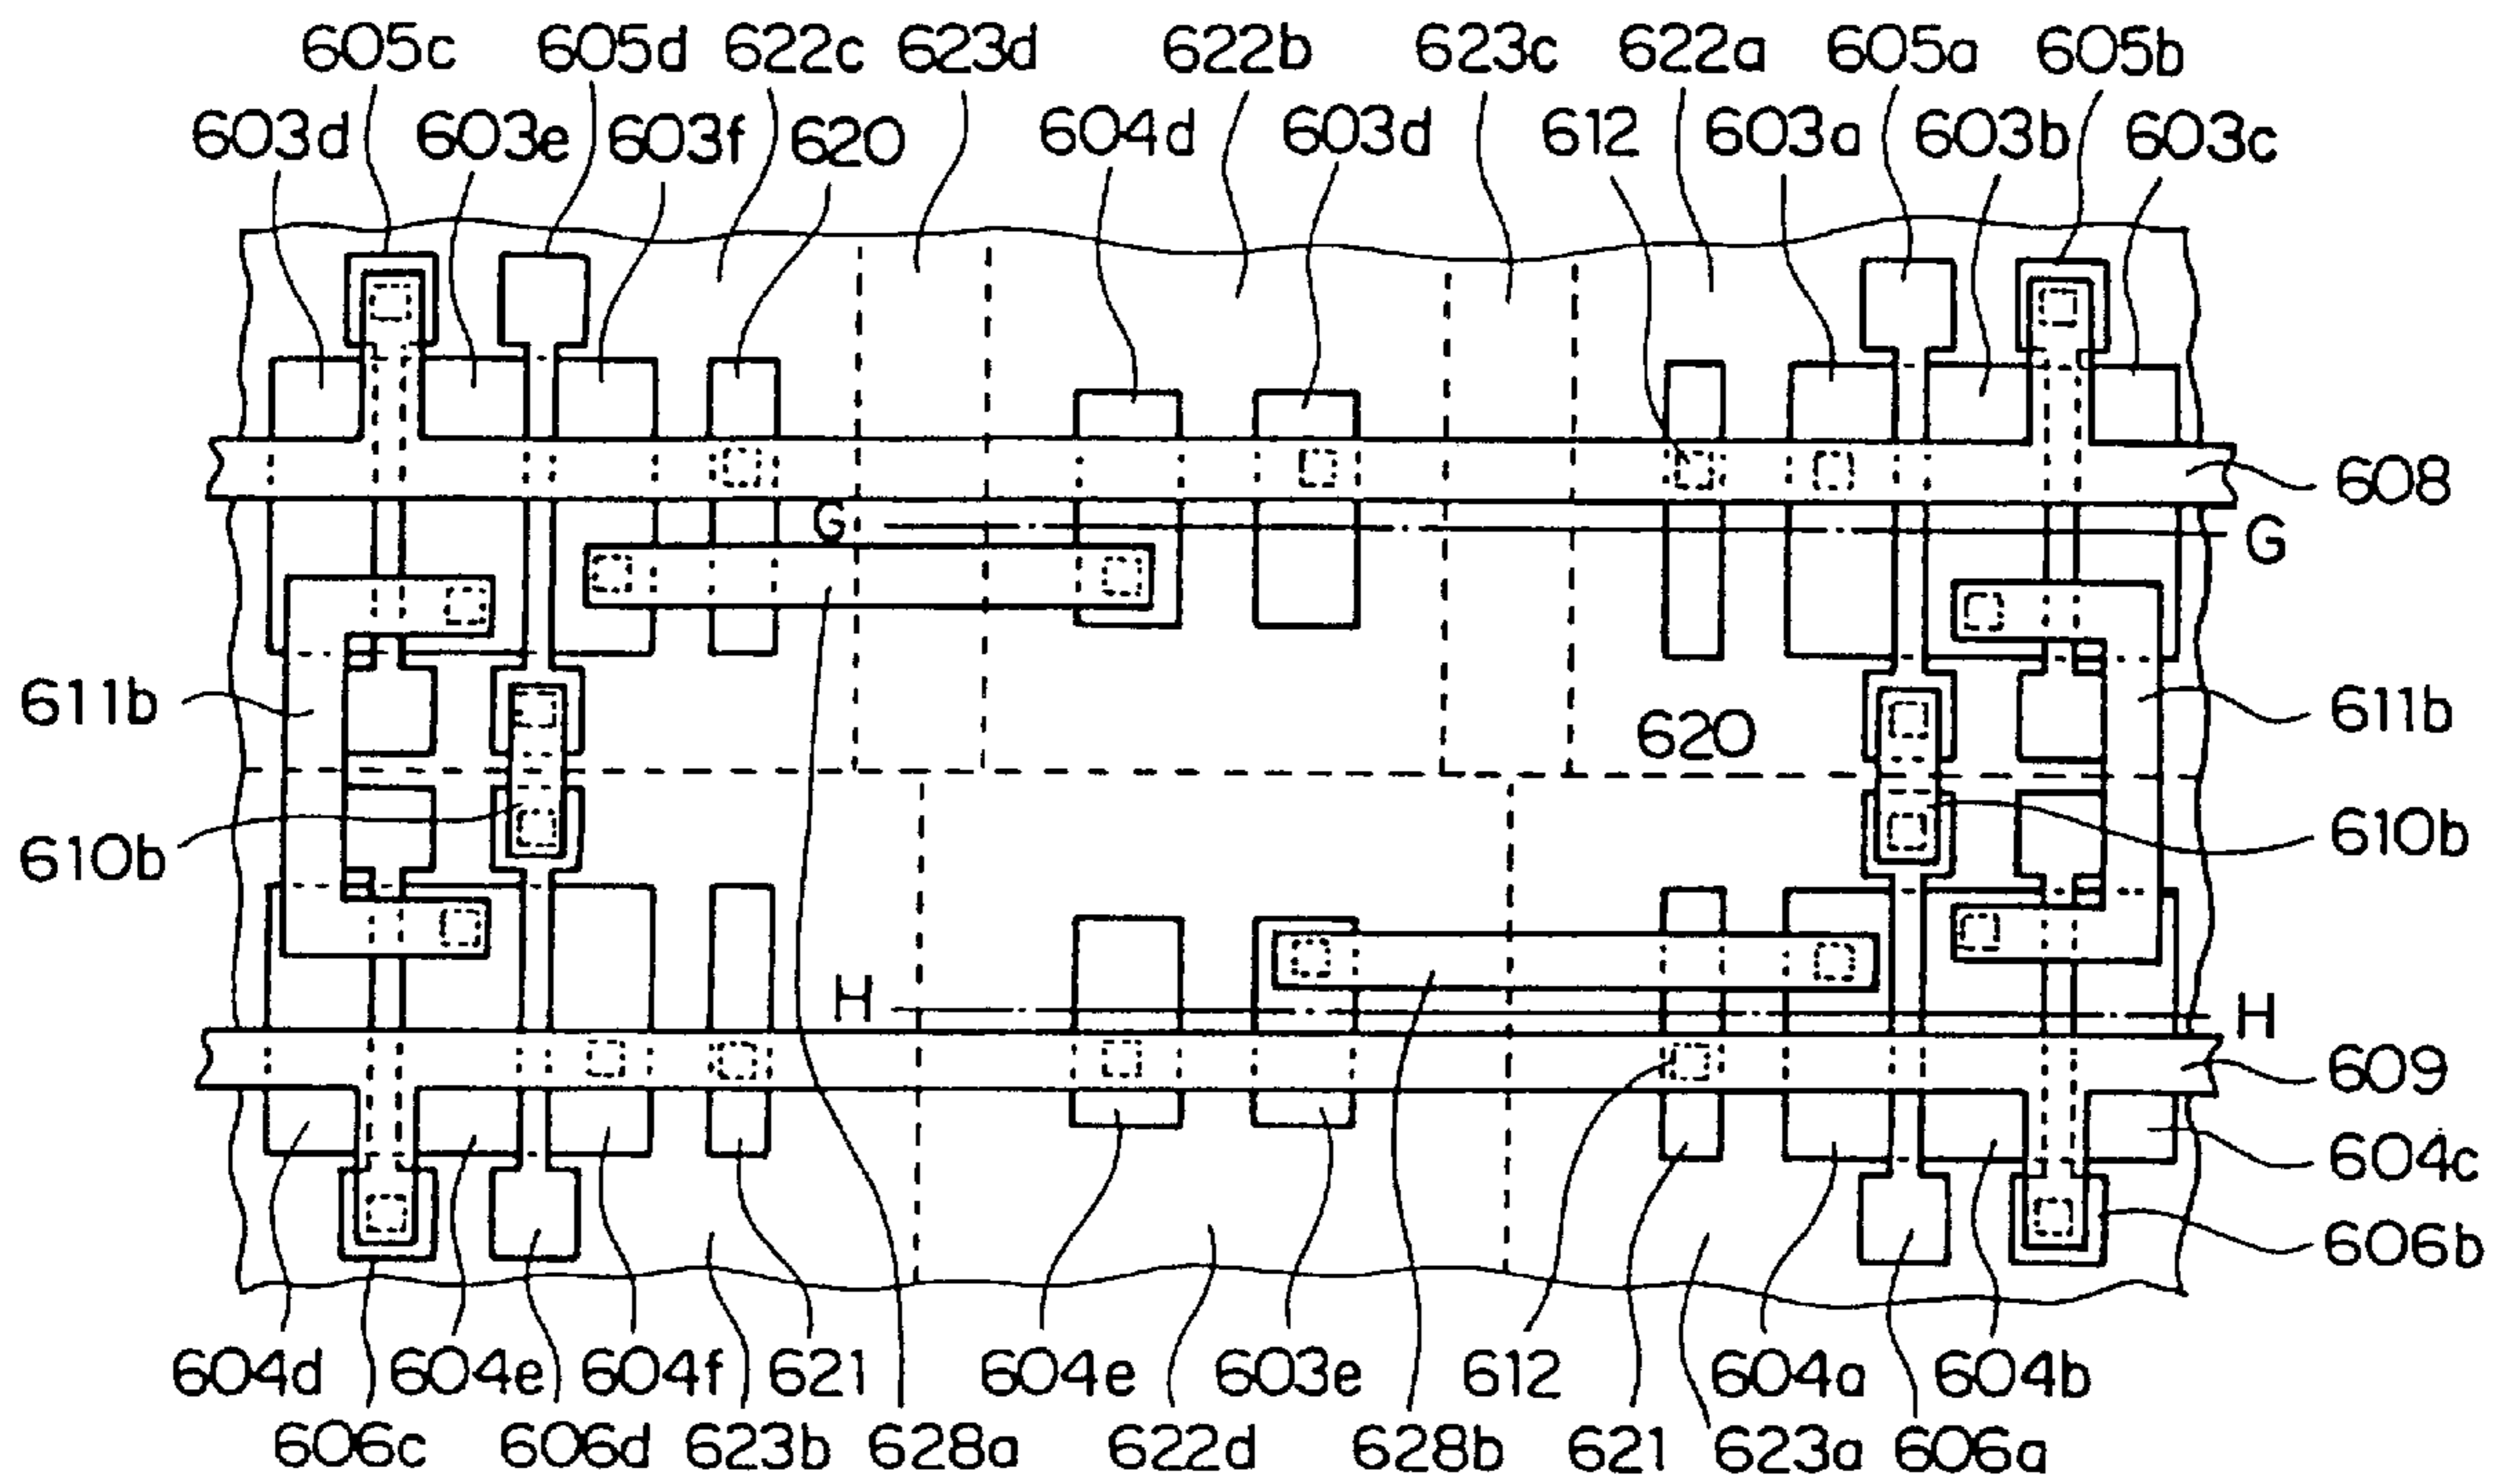 605c 605d 622c 623d 622b 623c 622a 605a 605b
603d 603e 603f 620 604d 603d 612 603a 603b 603c
608
G G
611b 620 611b
610b 610b
H H
609
604c
606b
604d 604e 604f 621 604e 603e 612 604a 604b
606c 606d 623b 628a 622d 628b 621 623a 606a